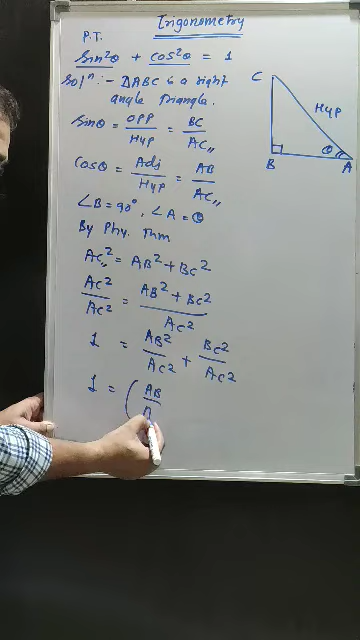 Trigonometry
P.T.
sin²θ + cos²θ = 1
Solⁿ :- △ABC is a right
angle triangle.
sinθ = OPP/Hyp = BC/AC
cosθ = Adj/Hyp = AB/AC
∠B = 90°, ∠A = θ
By Phy. Thm
AC² = AB² + BC²
AC²/AC² = AB² + BC²/AC²
1 = AB²/AC² + BC²/AC²
1 = (AB/A
C
Hyp
θ
B
A